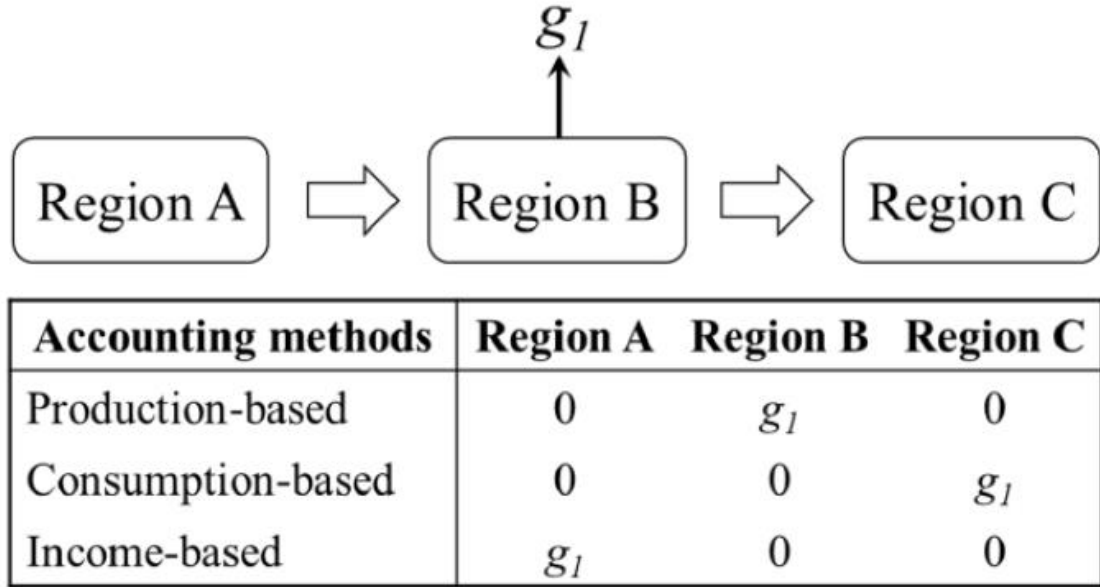 g1
Region A Region B Region C
Accounting methods Region A Region B Region C
Production-based 0 g1 0
Consumption-based 0 0 g1
Income-based g1 0 0